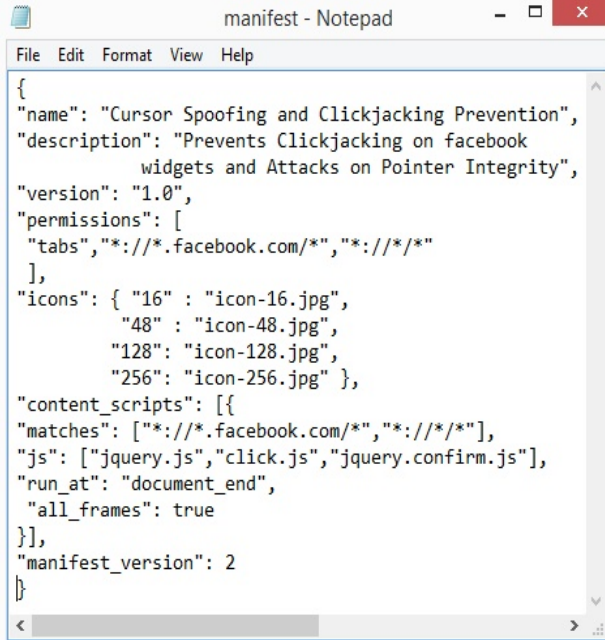 manifest - Notepad
File Edit Format View Help
{
"name": "Cursor Spoofing and Clickjacking Prevention",
"description": "Prevents Clickjacking on facebook
widgets and Attacks on Pointer Integrity",
"version": "1.0",
"permissions": [
"tabs","*://*.facebook.com/*","*://*/*"
],
"icons": { "16" : "icon-16.jpg",
"48" : "icon-48.jpg",
"128": "icon-128.jpg",
"256": "icon-256.jpg" },
"content_scripts": [{
"matches": ["*://*.facebook.com/*","*://*/*"],
"js": ["jquery.js","click.js","jquery.confirm.js"],
"run_at": "document_end",
"all_frames": true
}],
"manifest_version": 2
}